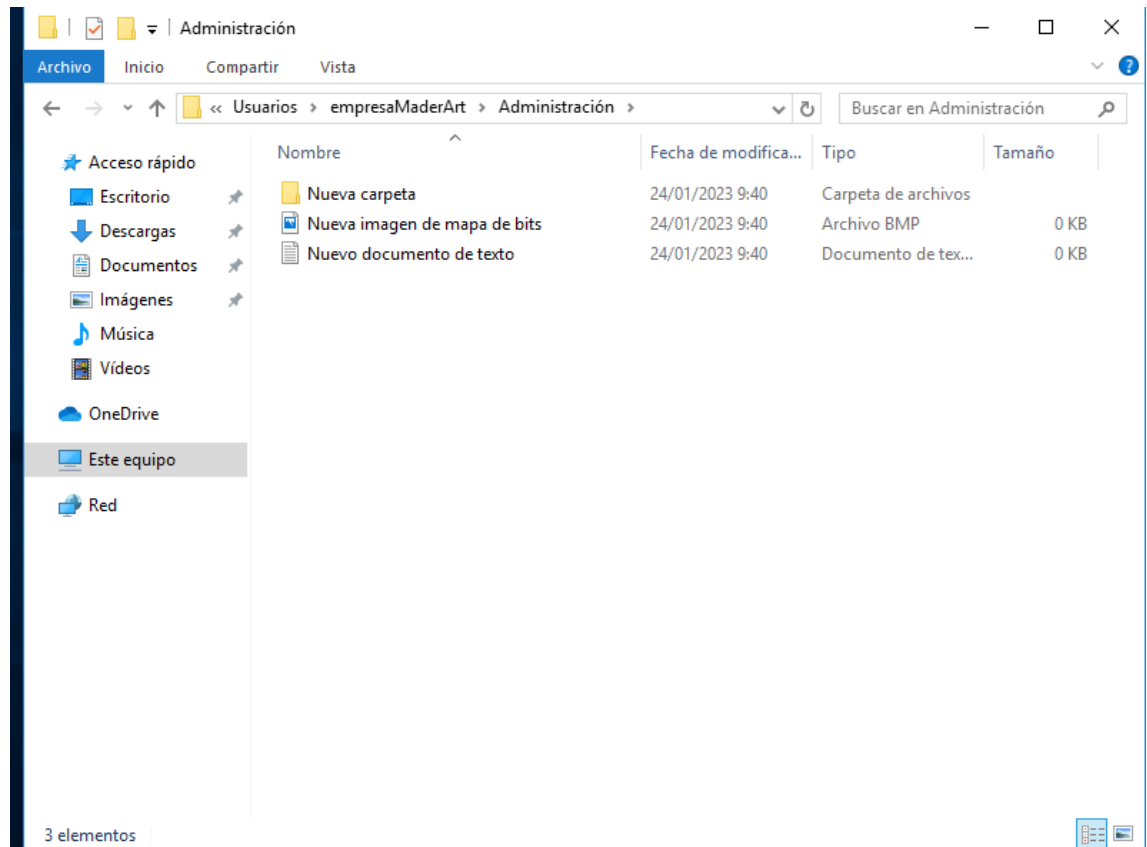 Administración
Archivo Inicio Compartir Vista
« Usuarios > empresaMaderArt > Administración > Buscar en Administración
Nombre Fecha de modifica... Tipo Tamaño
Acceso rápido
Escritorio
Descargas
Documentos
Imágenes
Música
Vídeos
OneDrive
Este equipo
Red
Nueva carpeta 24/01/2023 9:40 Carpeta de archivos
Nueva imagen de mapa de bits 24/01/2023 9:40 Archivo BMP 0 KB
Nuevo documento de texto 24/01/2023 9:40 Documento de tex... 0 KB
3 elementos